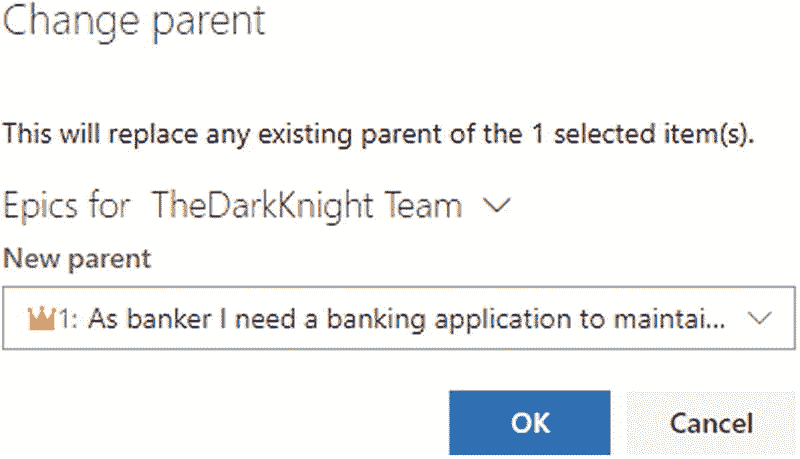 Change parent
This will replace any existing parent of the 1 selected item(s).
Epics for TheDarkKnight Team
New parent
1: As banker I need a banking application to maintai...
OK Cancel